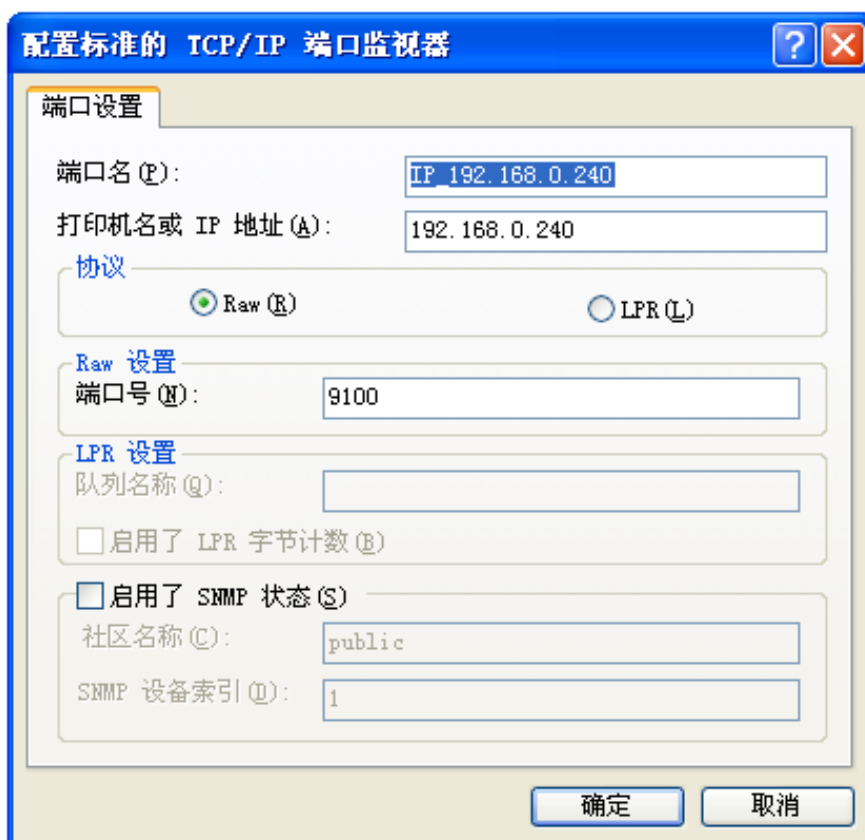 配置标准的 TCP/IP 端口监视器
端口设置
端口名(P):
IP_192.168.0.240
打印机名或 IP 地址(A):
192.168.0.240
协议
Raw(R)
LPR(L)
Raw 设置
端口号(N):
9100
LPR 设置
队列名称(Q):
启用了 LPR 字节计数(B)
启用了 SNMP 状态(S)
社区名称(C):
public
SNMP 设备索引(D):
1
确定
取消